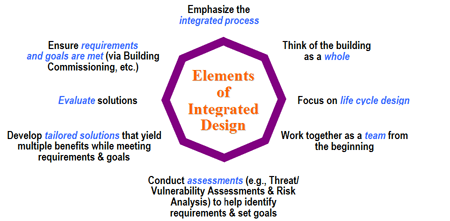 Emphasize the
integrated process
Ensure requirements
and goals are met (via Building
Commissioning, etc.)
Think of the building
as a whole
Elements
of
Integrated
Design
Evaluate solutions
Focus on life cycle design
Develop tailored solutions that yield
multiple benefits while meeting
requirements & goals
Work together as a team from
the beginning
Conduct assessments (e.g., Threat/
Vulnerability Assessments & Risk
Analysis) to help identify
requirements & set goals